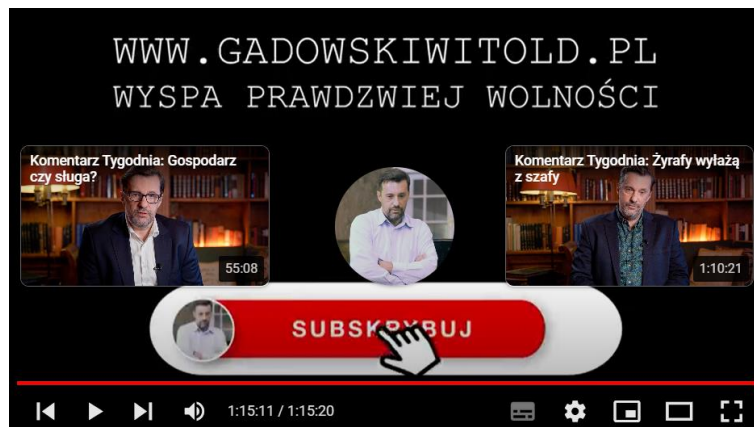 WWW.GADOWSKIWITOLD.PL
WYSPA PRAWDZWIEJ WOLNOŚCI
Komentarz Tygodnia: Gospodarz
czy sługa?
55:08
Komentarz Tygodnia: Żyrafy wyłażą
z szafy
1:10:21
SUBSKRYBUJ
1:15:11 / 1:15:20